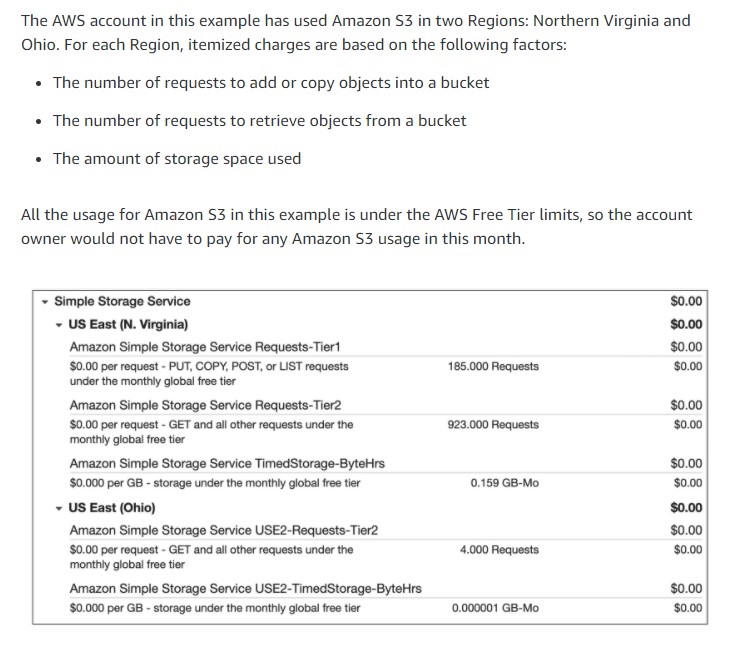 The AWS account in this example has used Amazon S3 in two Regions: Northern Virginia and
Ohio. For each Region, itemized charges are based on the following factors:
• The number of requests to add or copy objects into a bucket
• The number of requests to retrieve objects from a bucket
• The amount of storage space used
All the usage for Amazon S3 in this example is under the AWS Free Tier limits, so the account
owner would not have to pay for any Amazon S3 usage in this month.
Simple Storage Service $0.00
US East (N. Virginia) $0.00
Amazon Simple Storage Service Requests-Tier1 $0.00
$0.00 per request - PUT, COPY, POST, or LIST requests 185.000 Requests $0.00
under the monthly global free tier
Amazon Simple Storage Service Requests-Tier2 $0.00
$0.00 per request - GET and all other requests under the 923.000 Requests $0.00
monthly global free tier
Amazon Simple Storage Service TimedStorage-ByteHrs $0.00
$0.000 per GB - storage under the monthly global free tier 0.159 GB-Mo $0.00
US East (Ohio) $0.00
Amazon Simple Storage Service USE2-Requests-Tier2 $0.00
$0.00 per request - GET and all other requests under the 4.000 Requests $0.00
monthly global free tier
Amazon Simple Storage Service USE2-TimedStorage-ByteHrs $0.00
$0.000 per GB - storage under the monthly global free tier 0.000001 GB-Mo $0.00